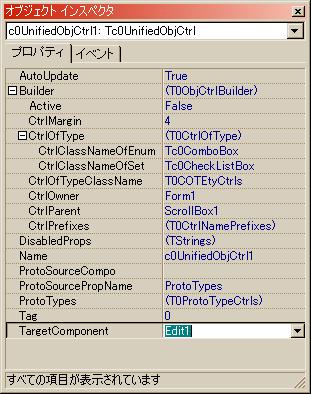 オブジェクト インスペクタ
c0UnifiedObjCtrl1: Tc0UnifiedObjCtrl
プロパティ イベント
AutoUpdate True
Builder (T0ObjCtrlBuilder)
Active False
CtrlMargin 4
CtrlOfType (T0CtrlOfType)
CtrlClassNameOfEnum Tc0ComboBox
CtrlClassNameOfSet Tc0CheckListBox
CtrlOfTypeClassName T0COTEtyCtrls
CtrlOwner Form1
CtrlParent ScrollBox1
CtrlPrefixes (T0CtrlNamePrefixes)
DisabledProps (TStrings)
Name c0UnifiedObjCtrl1
ProtoSourceCompo
ProtoSourcePropName ProtoTypes
ProtoTypes (T0ProtoTypeCtrls)
Tag 0
TargetComponent Edit1
すべての項目が表示されています